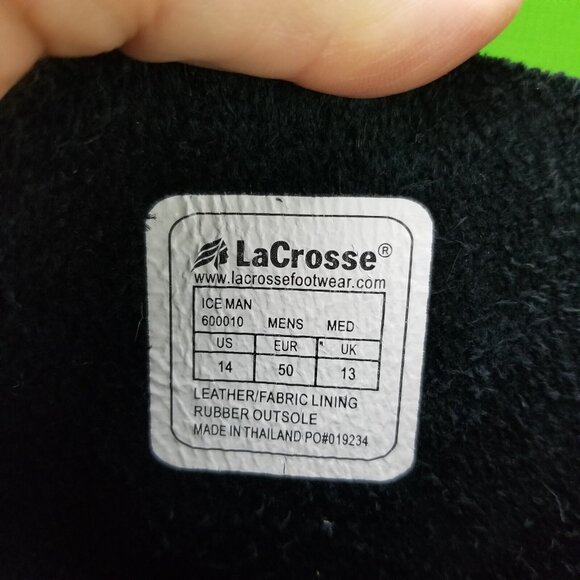 LaCrosse®
www.lacrossefootwear.com
ICE MAN
600010 MENS MED
US EUR UK
14 50 13
LEATHER/FABRIC LINING
RUBBER OUTSOLE
MADE IN THAILAND PO#019234